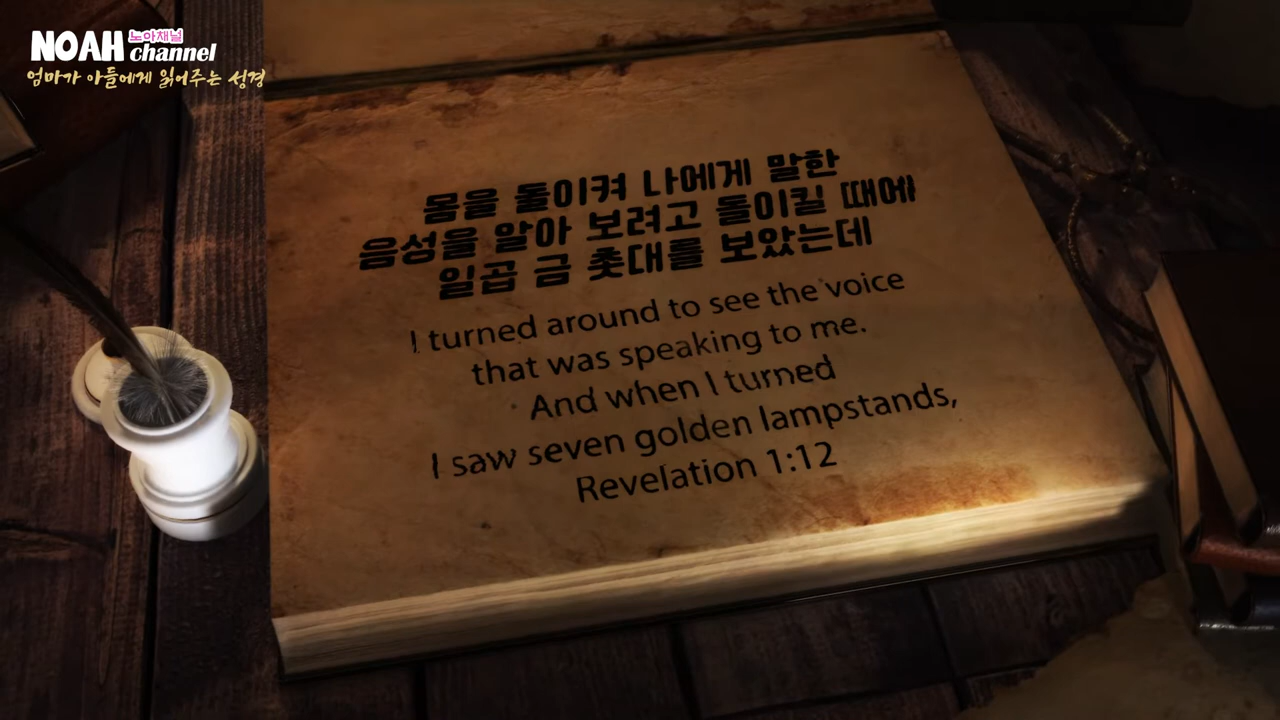 NOAH 노아채널
channel
엄마가 아들에게 읽어주는 성경
몸을 돌이켜 나에게 말한
음성을 알아 보려고 돌이킬 때에
일곱 금 촛대를 보았는데
I turned around to see the voice
that was speaking to me.
And when I turned
I saw seven golden lampstands,
Revelation 1:12